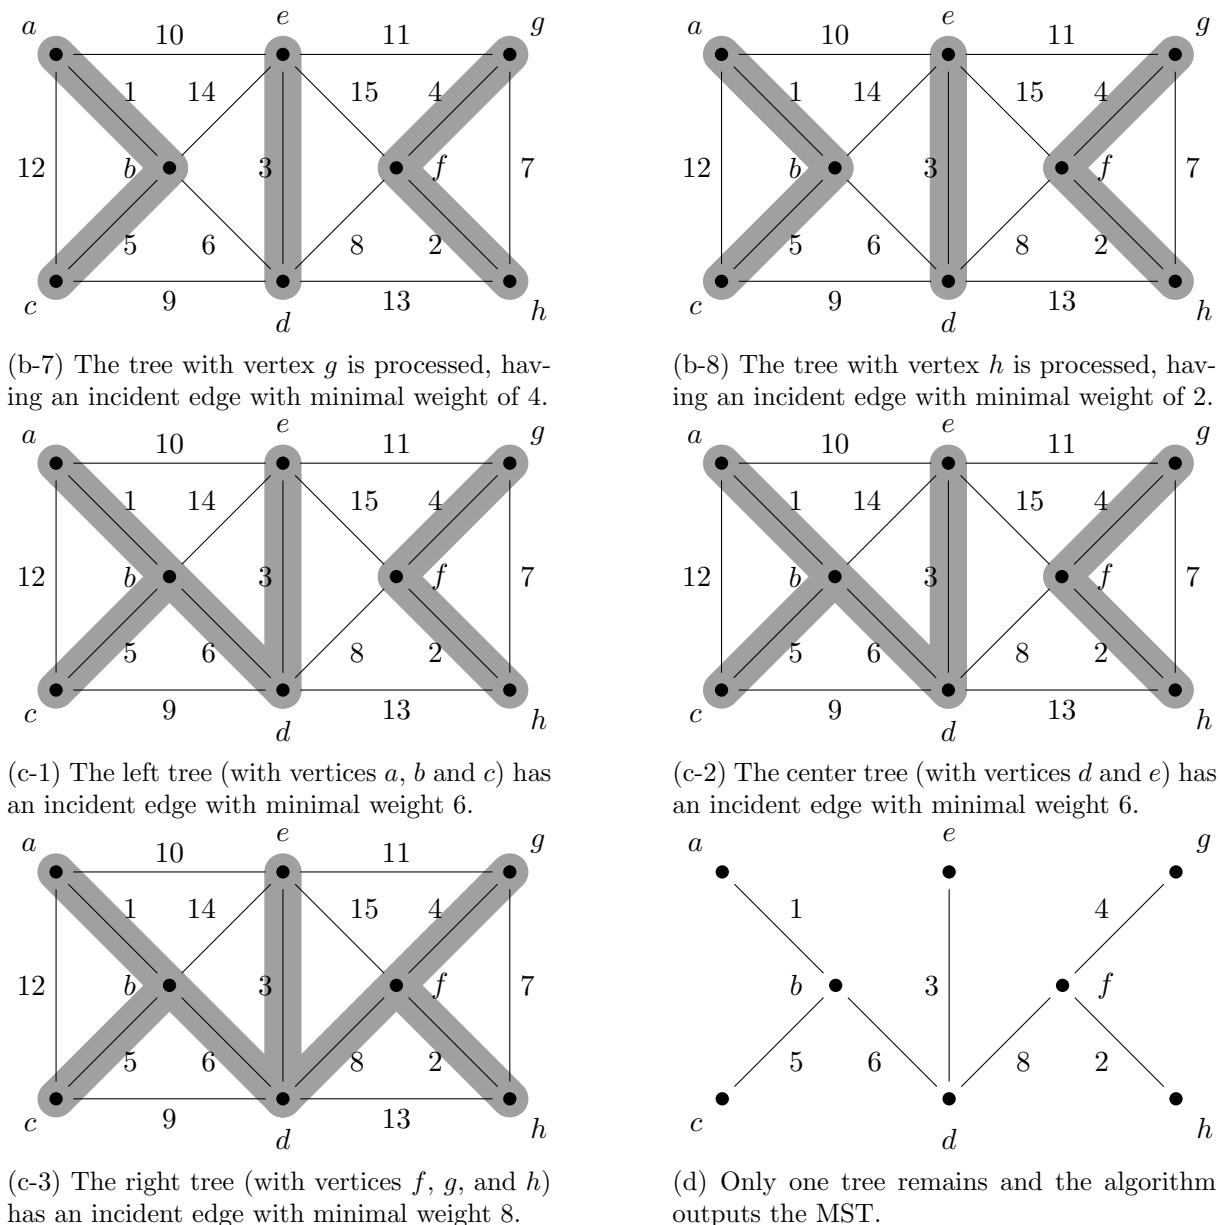 a e g
10 11
1 14 15 4
12 b 3 f 7
5 6 8 2
c 9 d 13 h
(b-7) The tree with vertex g is processed, hav-
ing an incident edge with minimal weight of 4.
a e g
10 11
1 14 15 4
12 b 3 f 7
5 6 8 2
c 9 d 13 h
(b-8) The tree with vertex h is processed, hav-
ing an incident edge with minimal weight of 2.
a e g
10 11
1 14 15 4
12 b 3 f 7
5 6 8 2
c 9 d 13 h
(c-1) The left tree (with vertices a, b and c) has
an incident edge with minimal weight 6.
a e g
10 11
1 14 15 4
12 b 3 f 7
5 6 8 2
c 9 d 13 h
(c-2) The center tree (with vertices d and e) has
an incident edge with minimal weight 6.
a e g
10 11
1 14 15 4
12 b 3 f 7
5 6 8 2
c 9 d 13 h
(c-3) The right tree (with vertices f, g, and h)
has an incident edge with minimal weight 8.
a e g
1 4
b 3 f
5 6 8 2
c d h
(d) Only one tree remains and the algorithm
outputs the MST.